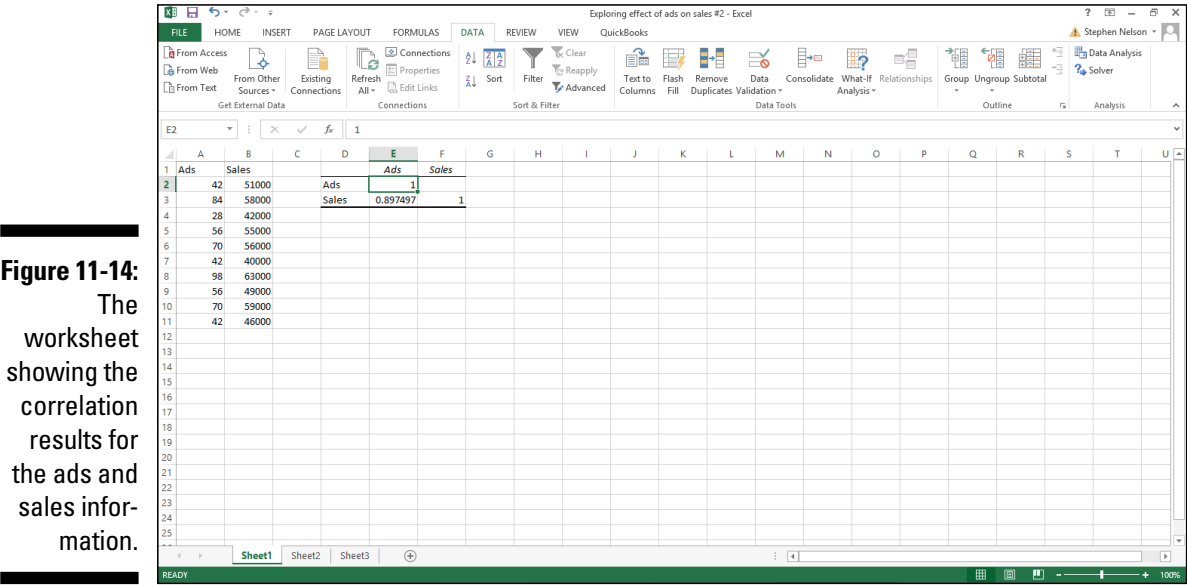 Exploring effect of ads on sales #2 - Excel
FILE HOME INSERT PAGE LAYOUT FORMULAS DATA REVIEW VIEW QuickBooks
Stephen Nelson
From Access
From Web
From Text
From Other Sources
Existing Connections
Get External Data
Refresh All
Connections
Properties
Edit Links
Connections
Sort
Filter
Clear
Reapply
Advanced
Sort & Filter
Text to Columns
Flash Fill
Remove Duplicates
Data Validation
Consolidate
What-If Analysis
Relationships
Data Tools
Group
Ungroup
Subtotal
Outline
Data Analysis
Solver
Analysis
E2 fx 1
A B C D E F G H I J K L M N O P Q R S T U
1 Ads Sales Ads Sales
2 42 51000 Ads 1
3 84 58000 Sales 0.897497 1
4 28 42000
5 56 55000
6 70 56000
7 42 40000
8 98 63000
9 56 49000
10 70 59000
11 42 46000
12
13
14
15
16
17
18
19
20
21
22
23
24
25
Sheet1 Sheet2 Sheet3
READY 100%
Figure 11-14:
The
worksheet
showing the
correlation
results for
the ads and
sales infor-
mation.